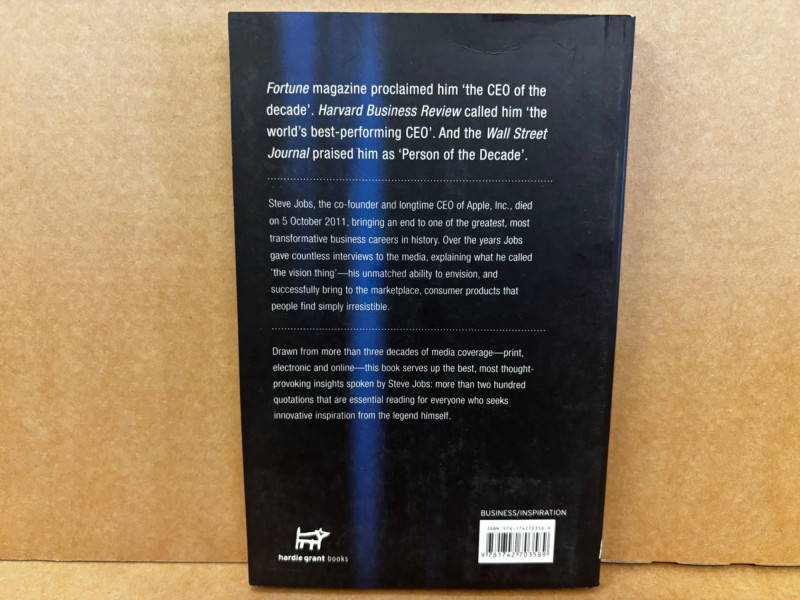 Fortune magazine proclaimed him ‘the CEO of the
decade’. Harvard Business Review called him ‘the
world’s best-performing CEO’. And the Wall Street
Journal praised him as ‘Person of the Decade’.
Steve Jobs, the co-founder and longtime CEO of Apple, Inc., died
on 5 October 2011, bringing an end to one of the greatest, most
transformative business careers in history. Over the years Jobs
gave countless interviews to the media, explaining what he called
‘the vision thing’—his unmatched ability to envision, and
successfully bring to the marketplace, consumer products that
people find simply irresistible.
Drawn from more than three decades of media coverage—print,
electronic and online—this book serves up the best, most thought-
provoking insights spoken by Steve Jobs: more than two hundred
quotations that are essential reading for everyone who seeks
innovative inspiration from the legend himself.
BUSINESS/INSPIRATION
ISBN
9 781742 703589
hardie grant books